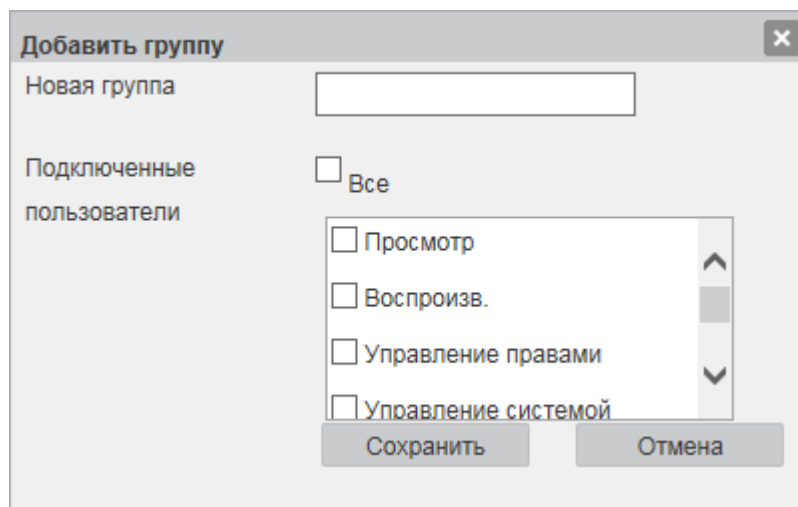 Добавить группу
Новая группа
Подключенные
пользователи
Все
Просмотр
Воспроизв.
Управление правами
Управление системой
Сохранить
Отмена